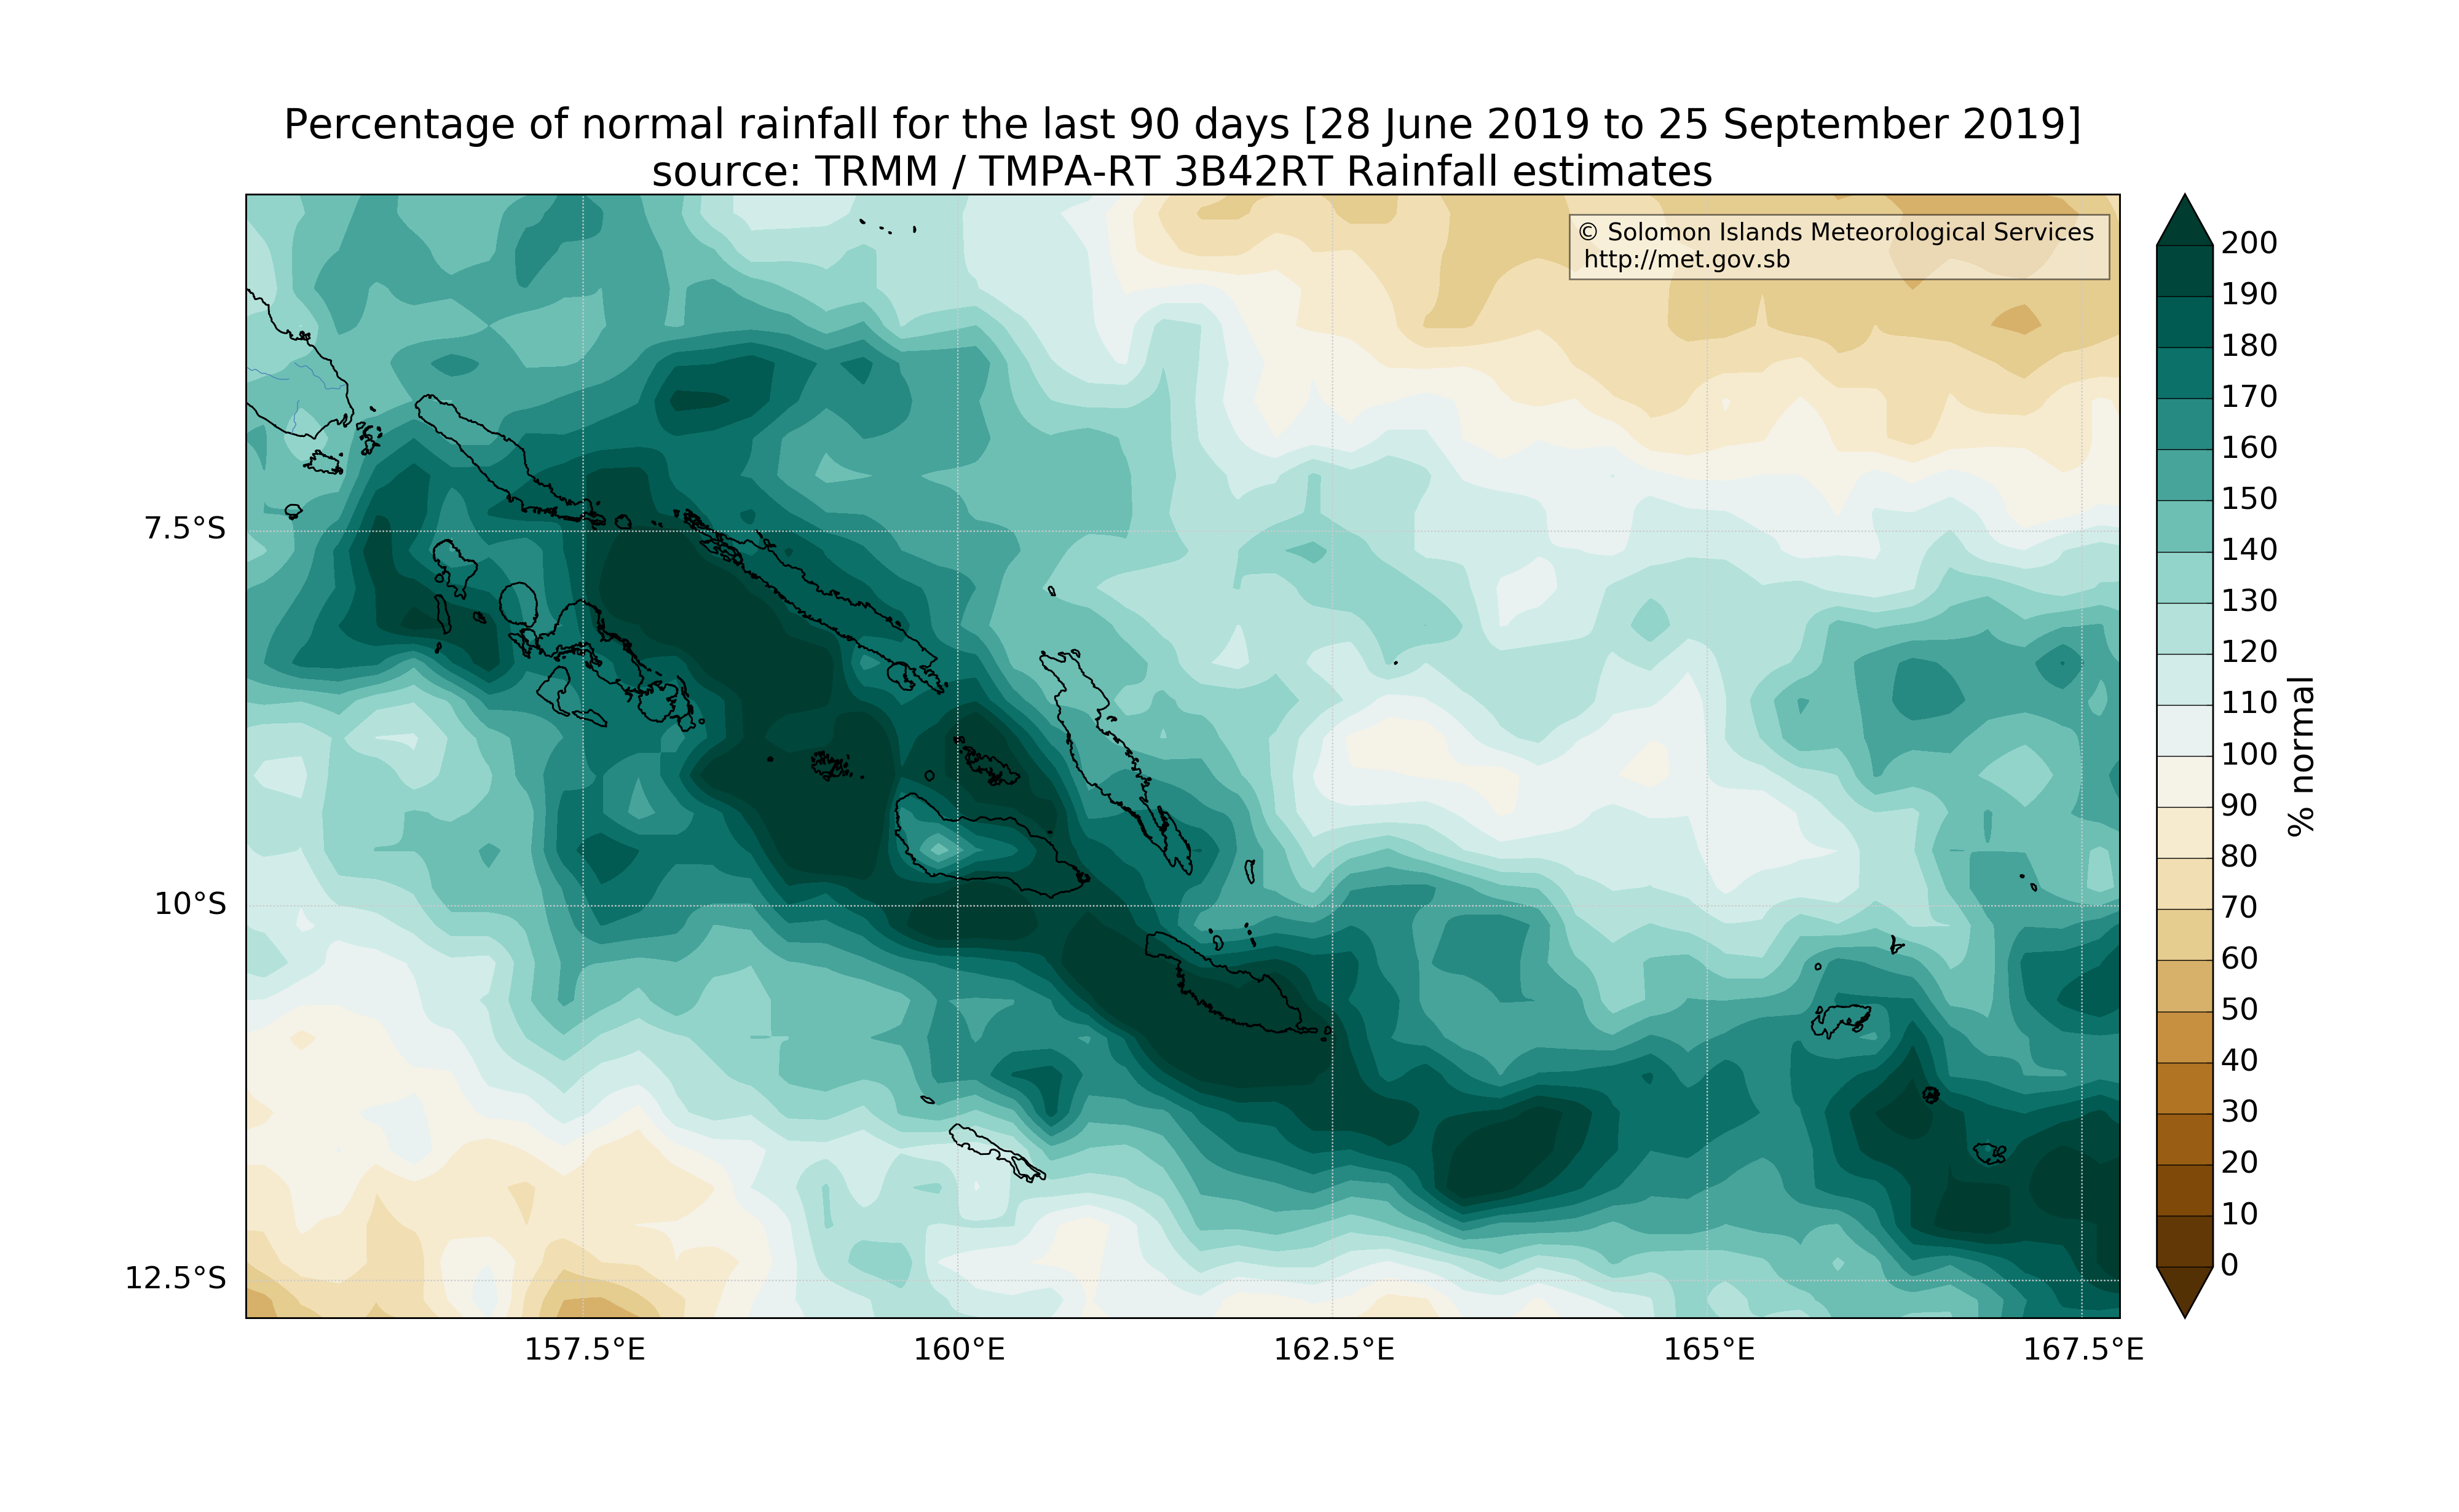 Percentage of normal rainfall for the last 90 days [28 June 2019 to 25 September 2019]
source: TRMM / TMPA-RT 3B42RT Rainfall estimates
© Solomon Islands Meteorological Services
http://met.gov.sb
7.5°S
10°S
12.5°S
157.5°E
160°E
162.5°E
165°E
167.5°E
200
190
180
170
160
150
140
130
120
110
100
90
80
70
60
50
40
30
20
10
0
% normal